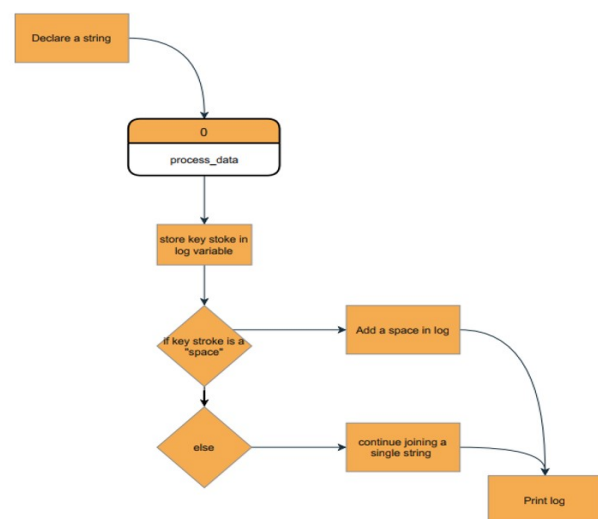 Declare a string
0
process_data
store key stoke in
log variable
if key stroke is a
"space"
Add a space in log
else
continue joining a
single string
Print log